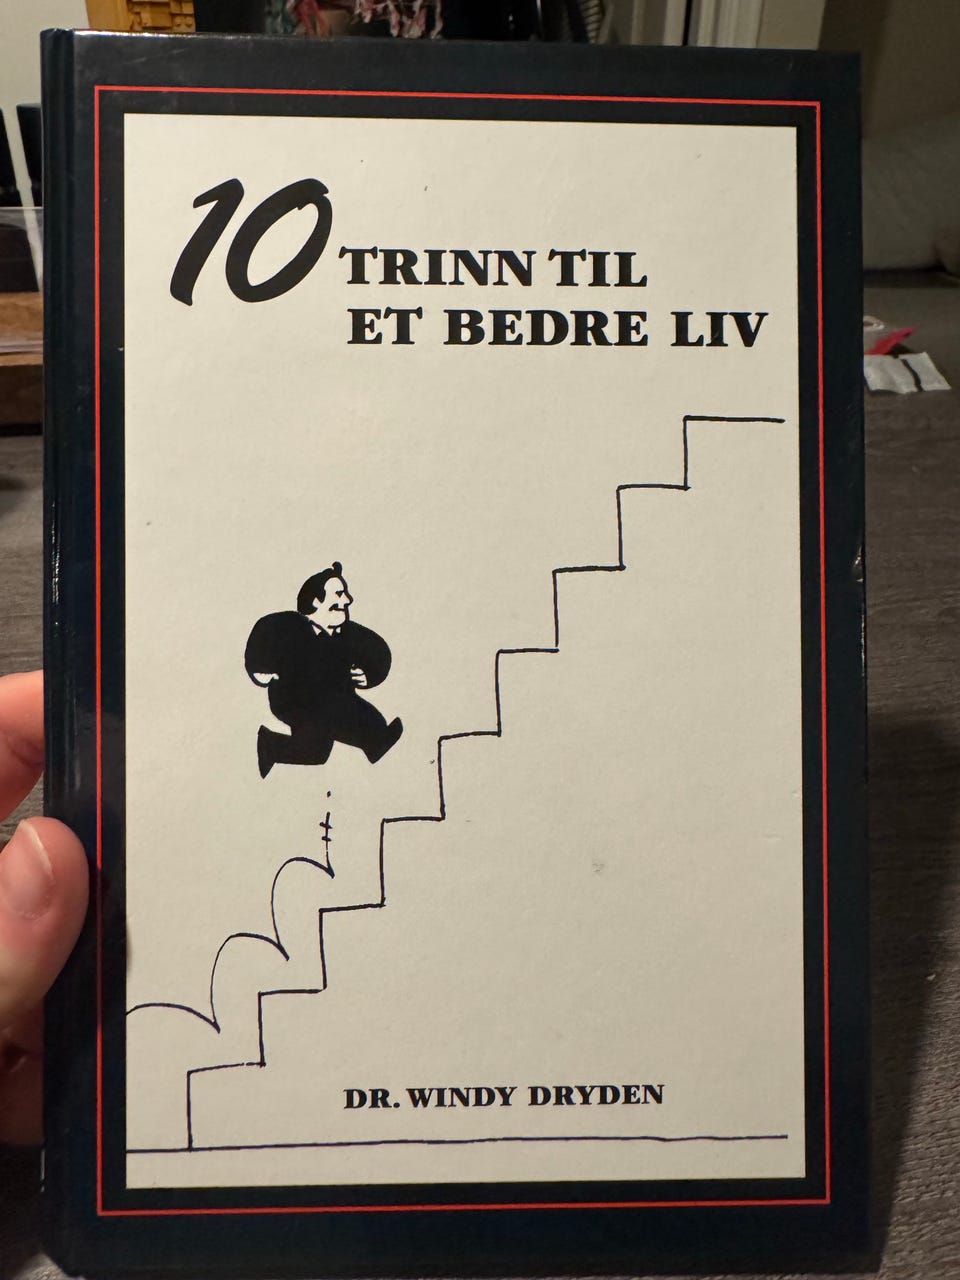 10 TRINN TIL
ET BEDRE LIV
DR. WINDY DRYDEN